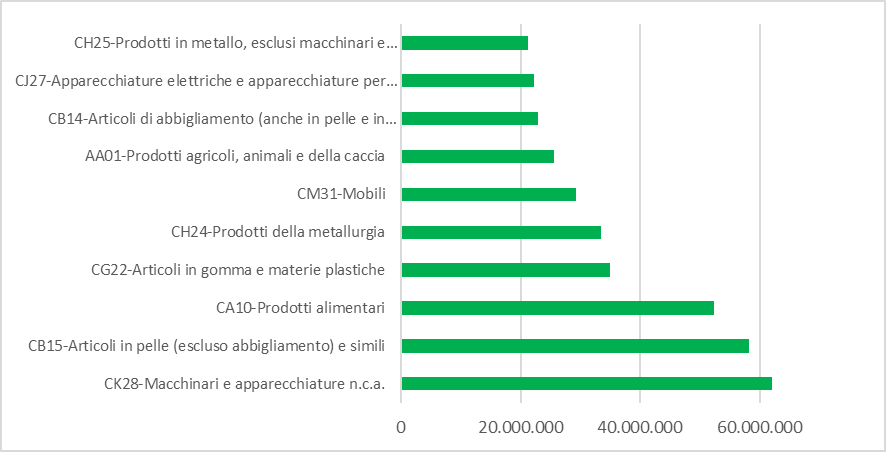 CH25-Prodotti in metallo, esclusi macchinari e...
CJ27-Apparecchiature elettriche e apparecchiature per...
CB14-Articoli di abbigliamento (anche in pelle e in...
AA01-Prodotti agricoli, animali e della caccia
CM31-Mobili
CH24-Prodotti della metallurgia
CG22-Articoli in gomma e materie plastiche
CA10-Prodotti alimentari
CB15-Articoli in pelle (escluso abbigliamento) e simili
CK28-Macchinari e apparecchiature n.c.a.
0 20.000.000 40.000.000 60.000.000